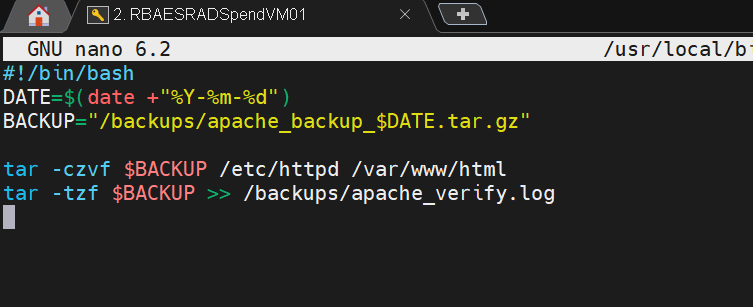 2. RBAESRADSpendVM01
GNU nano 6.2 /usr/local/bi
#!/bin/bash
DATE=$(date +"%Y-%m-%d")
BACKUP="/backups/apache_backup_$DATE.tar.gz"
tar -czvf $BACKUP /etc/httpd /var/www/html
tar -tzf $BACKUP >> /backups/apache_verify.log